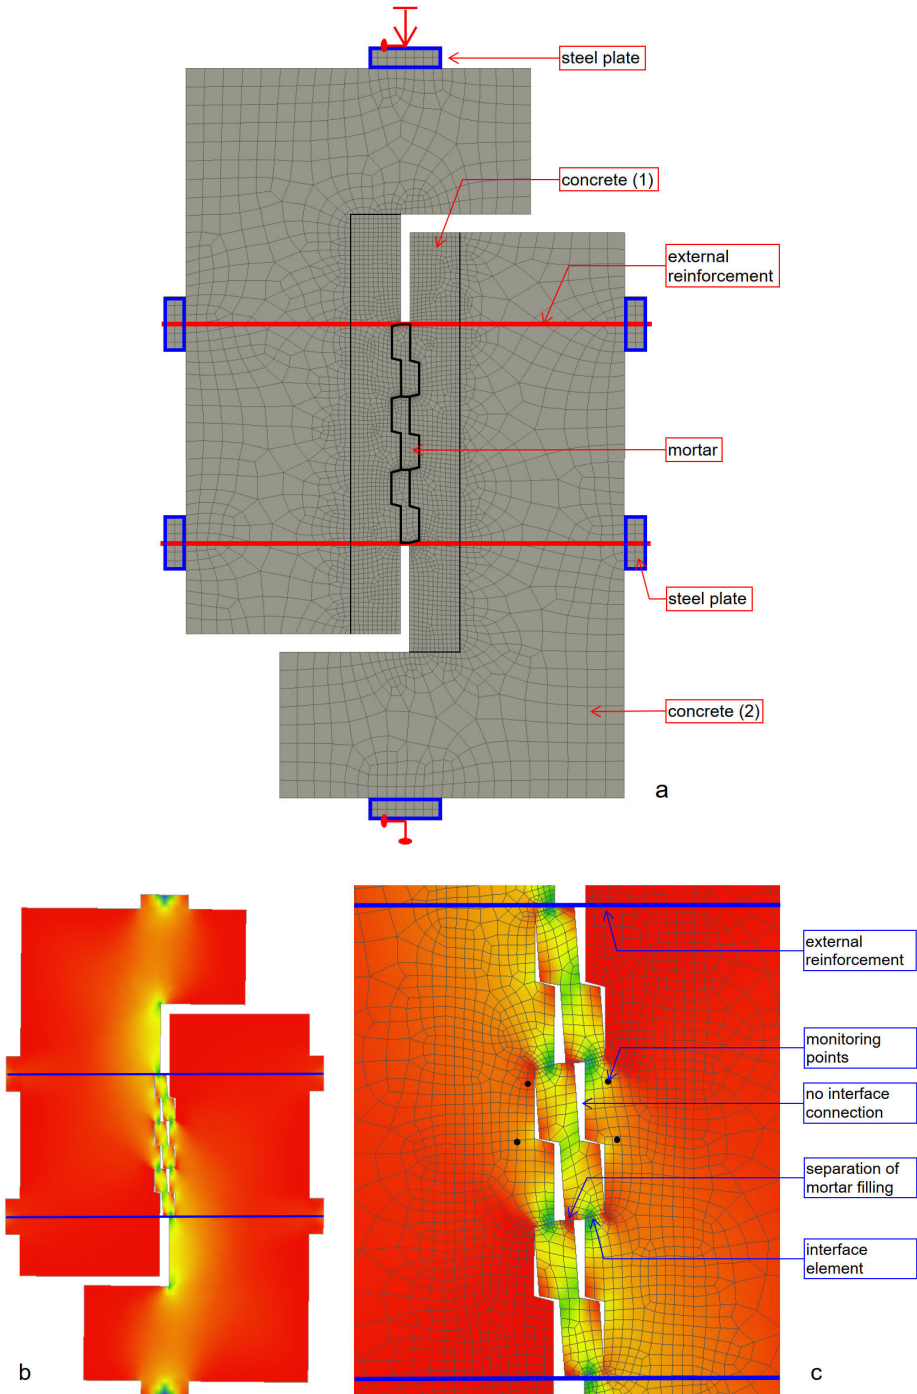 steel plate
concrete (1)
external
reinforcement
mortar
steel plate
concrete (2)
a
external
reinforcement
monitoring
points
no interface
connection
separation of
mortar filling
interface
element
b
c